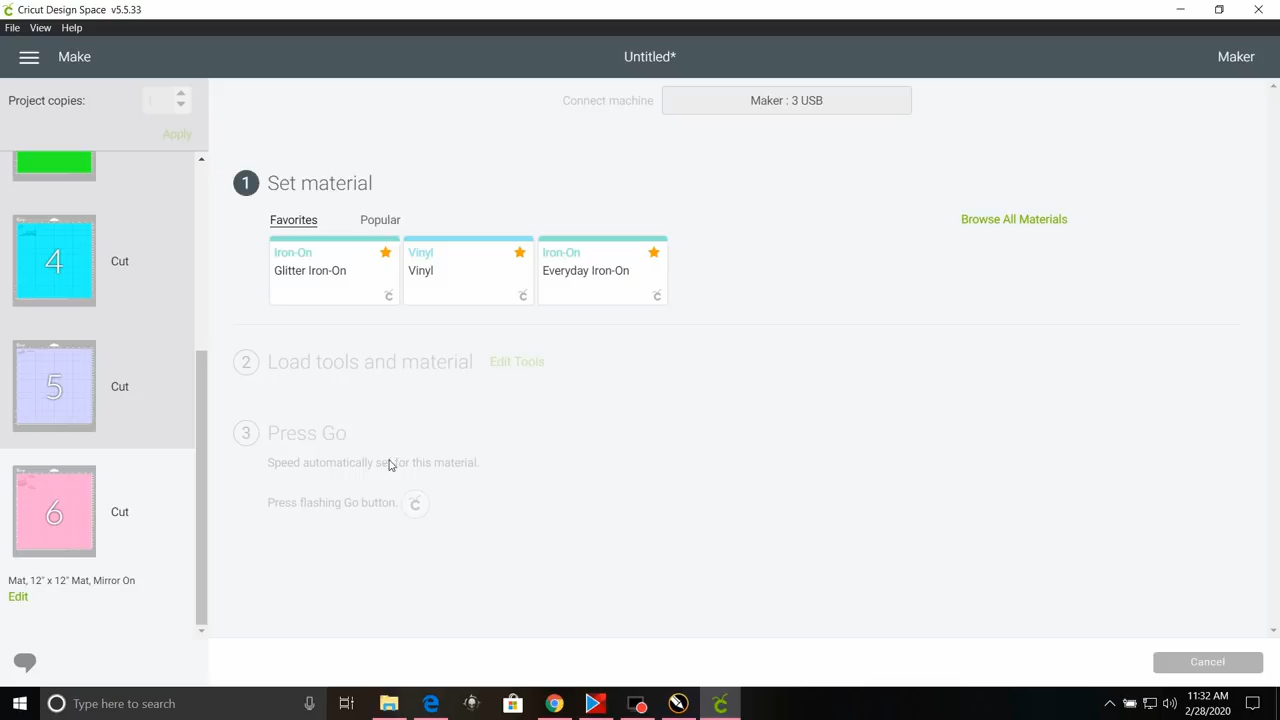 Cricut Design Space v5.5.33
File View Help
Make
Untitled*
Maker
Project copies:
Apply
4
Cut
5
Cut
6
Cut
Mat, 12" x 12" Mat, Mirror On
Edit
Connect machine
Maker : 3 USB
1 Set material
Favorites
Popular
Browse All Materials
Iron-On
Glitter Iron-On
Vinyl
Vinyl
Iron-On
Everyday Iron-On
2 Load tools and material
Edit Tools
3 Press Go
Speed automatically set for this material.
Press flashing Go button.
Cancel
Type here to search
11:32 AM
2/28/2020